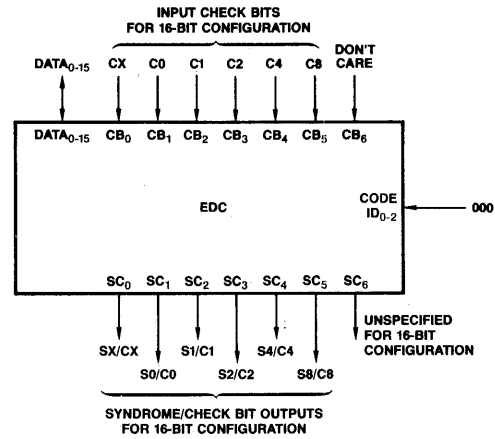 INPUT CHECK BITS
FOR 16-BIT CONFIGURATION
DATA0-15 CX C0 C1 C2 C4 C8 DON'T CARE
DATA0-15 CB0 CB1 CB2 CB3 CB4 CB5 CB6
EDC
CODE
ID0-2
000
SC0 SC1 SC2 SC3 SC4 SC5 SC6
SX/CX S1/C1 S4/C4
S0/C0 S2/C2 S8/C8
UNSPECIFIED
FOR 16-BIT
CONFIGURATION
SYNDROME/CHECK BIT OUTPUTS
FOR 16-BIT CONFIGURATION